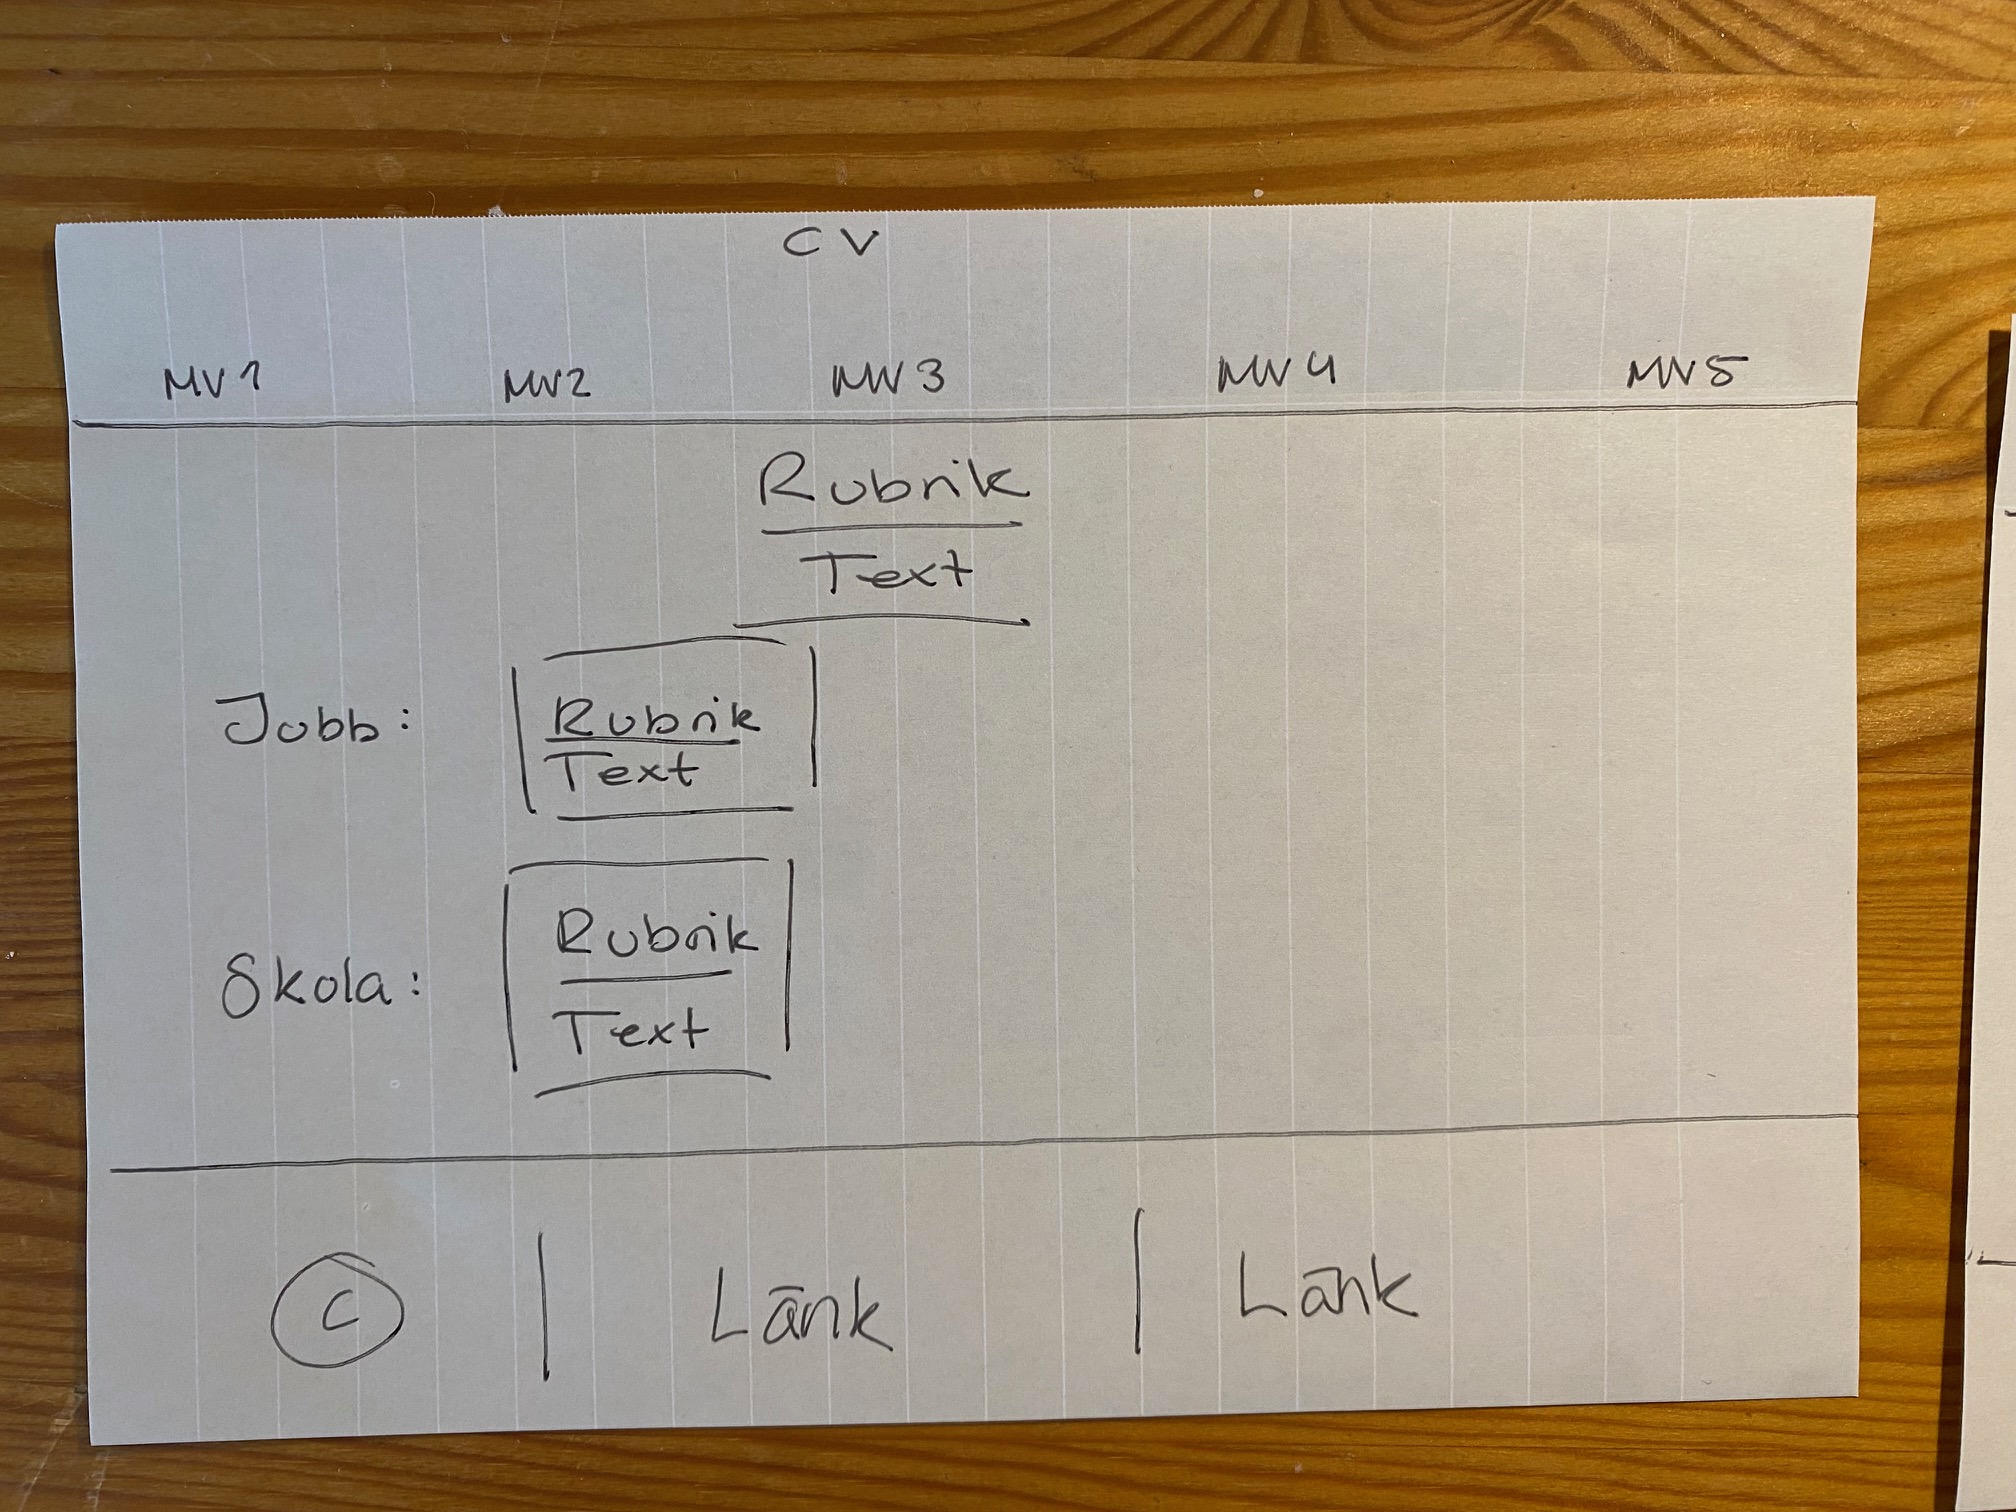 CV
MV1 MV2 MV3 MV4 MV5
Rubrik
Text
Jobb:
Rubrik
Text
Skola:
Rubrik
Text
C | Länk | Länk